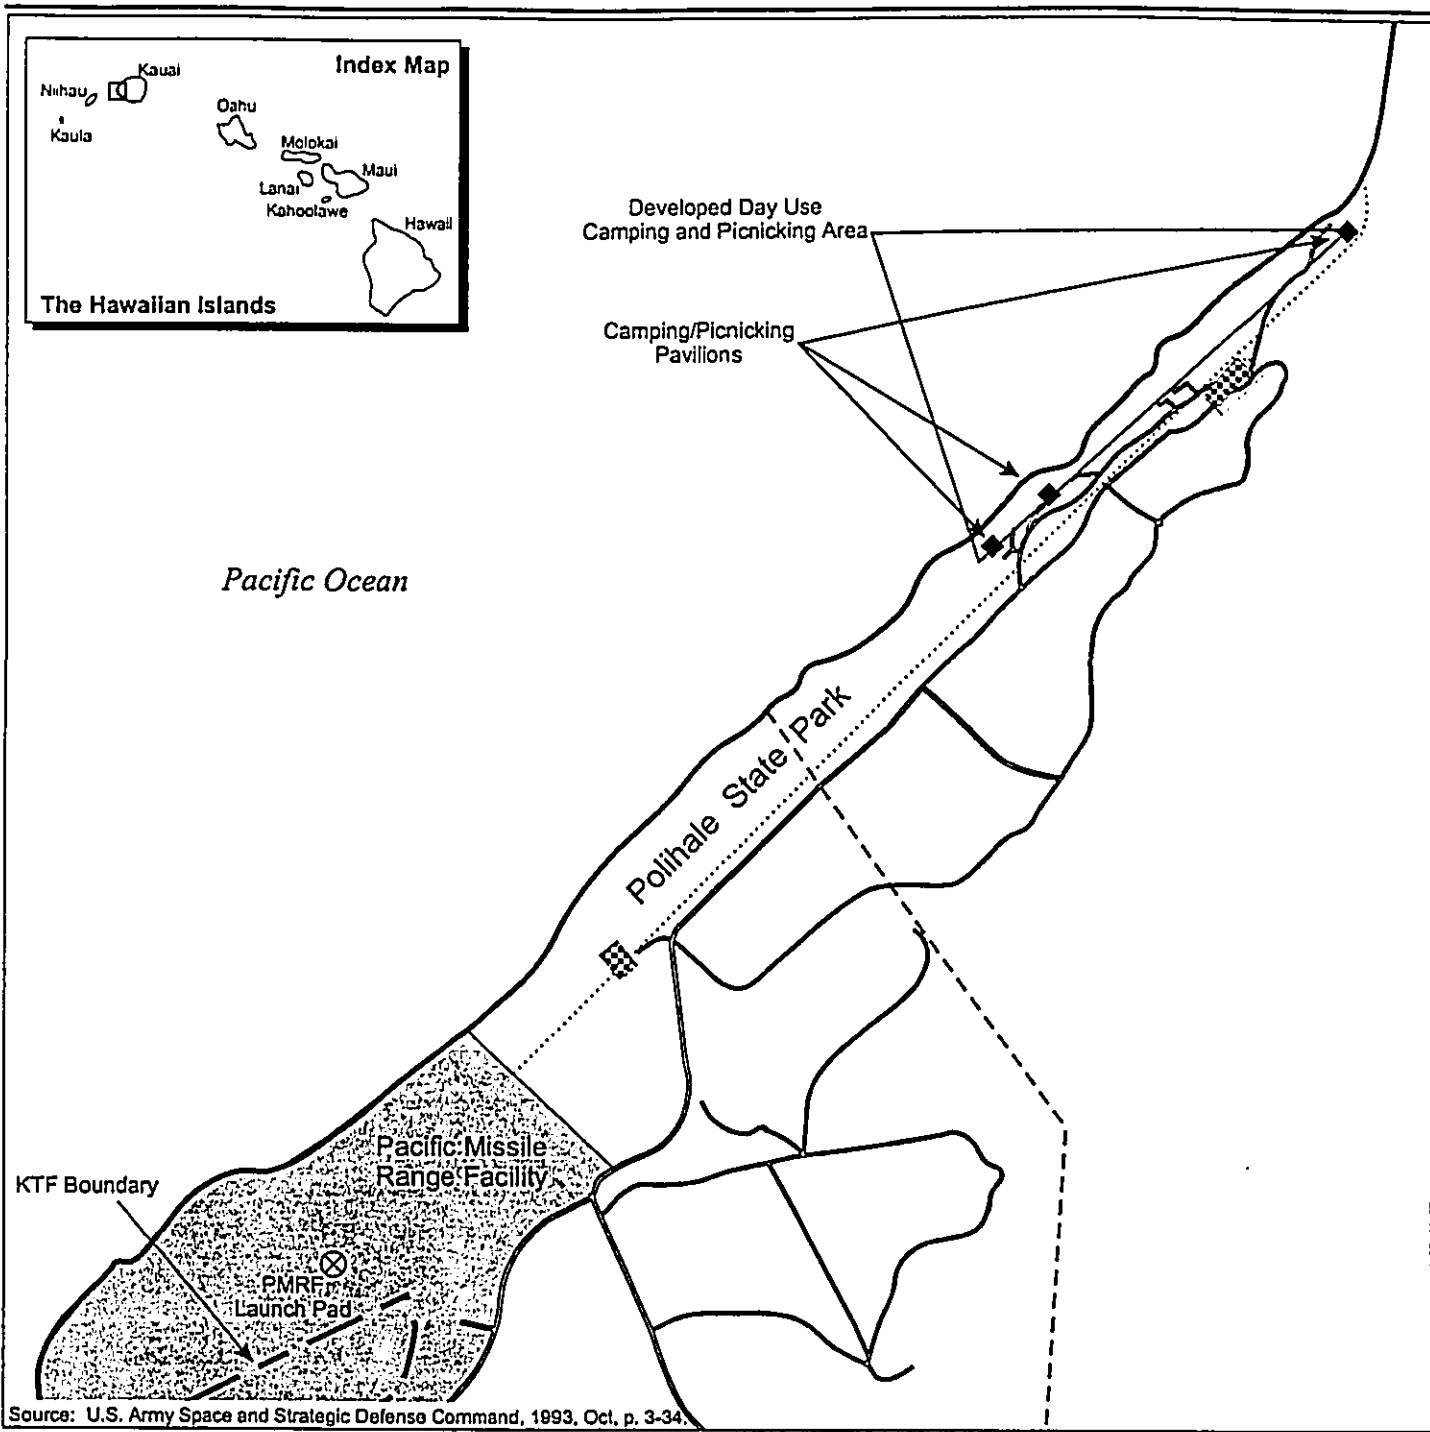 Index Map
Kauai
Niihau
Kaula
Oahu
Molokai
Maui
Lanai
Kahoolawe
Hawaii
The Hawaiian Islands
Developed Day Use
Camping and Picnicking Area
Camping/Picnicking
Pavilions
Pacific Ocean
Polihale State Park
Pacific Missile
Range Facility
KTF Boundary
PMRF
Launch Pad
Source: U.S. Army Space and Strategic Defense Command, 1993, Oct, p. 3-34.